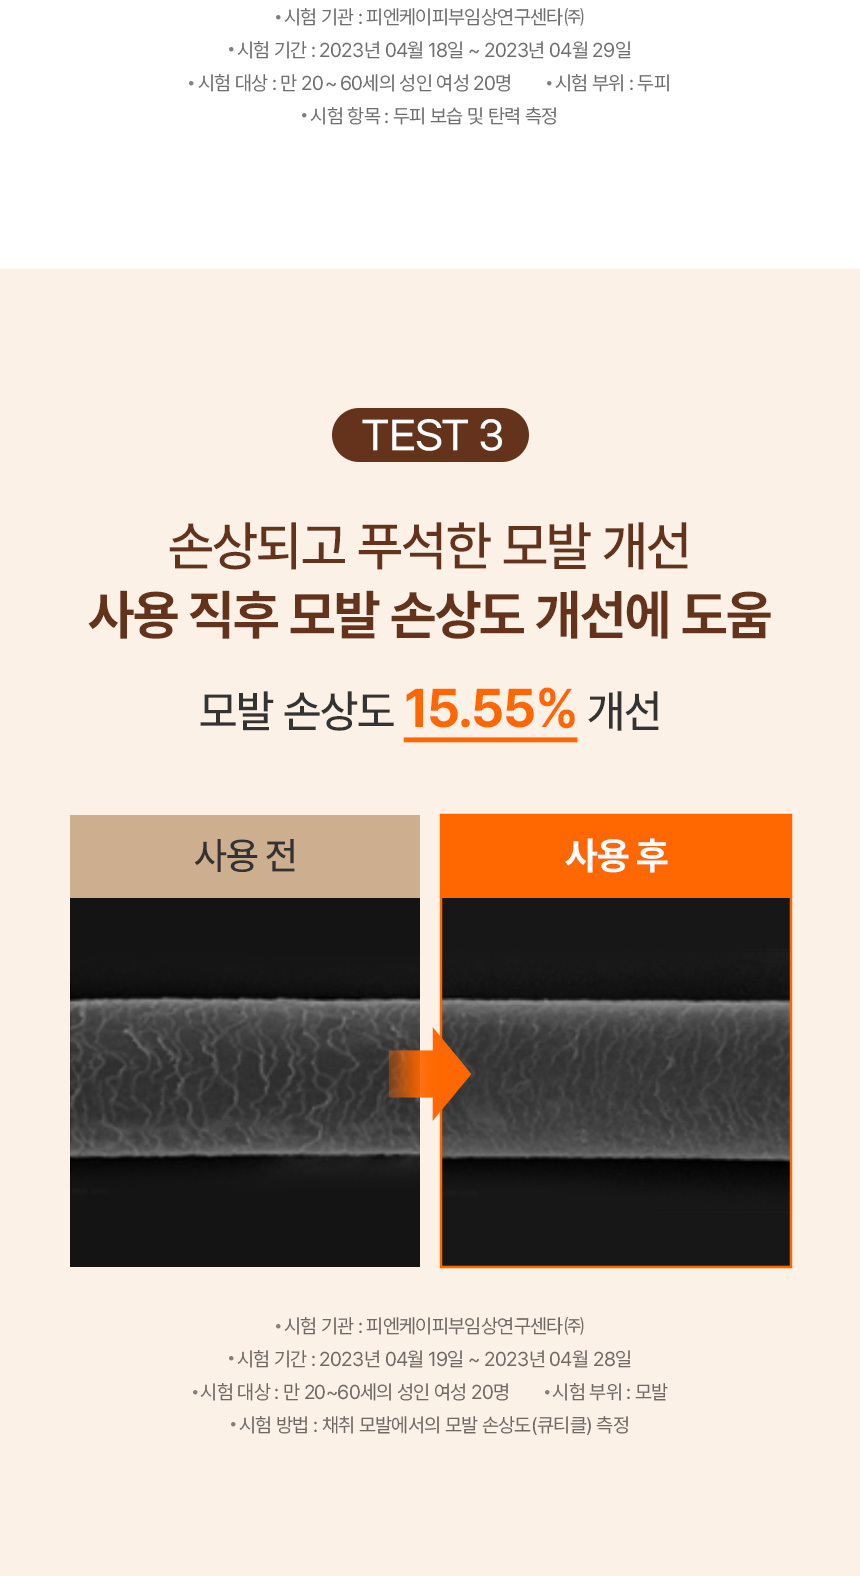 • 시험 기관 : 피엔케이피부임상연구센타㈜
• 시험 기간 : 2023년 04월 18일 ~ 2023년 04월 29일
• 시험 대상 : 만 20~60세의 성인 여성 20명 • 시험 부위 : 두피
• 시험 항목 : 두피 보습 및 탄력 측정
TEST 3
손상되고 푸석한 모발 개선
사용 직후 모발 손상도 개선에 도움
모발 손상도 15.55% 개선
사용 전 사용 후
• 시험 기관 : 피엔케이피부임상연구센타㈜
• 시험 기간 : 2023년 04월 19일 ~ 2023년 04월 28일
• 시험 대상 : 만 20~60세의 성인 여성 20명 • 시험 부위 : 모발
• 시험 방법 : 채취 모발에서의 모발 손상도(큐티클) 측정